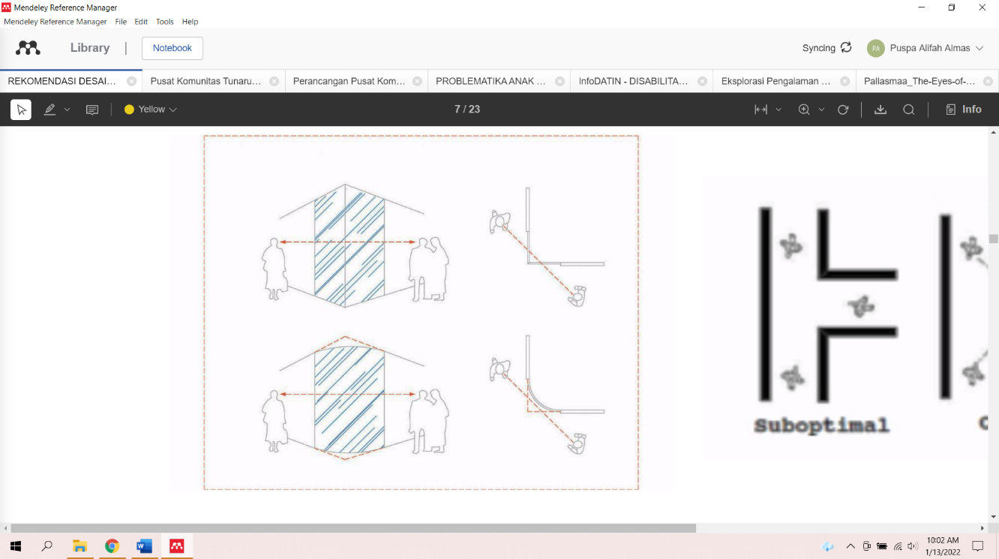 Mendeley Reference Manager
Mendeley Reference Manager File Edit Tools Help
Library | Notebook Syncing PA Puspa Alifah Almas
REKOMENDASI DESAI... Pusat Komunitas Tunaru... Perancangan Pusat Kom... PROBLEMATIKA ANAK ... InfoDATIN - DISABILITA... Eksplorasi Pengalaman ... Pallasmaa_The-Eyes-of-...
Yellow 7 / 23 Info
Suboptimal
10:02 AM
1/13/2022